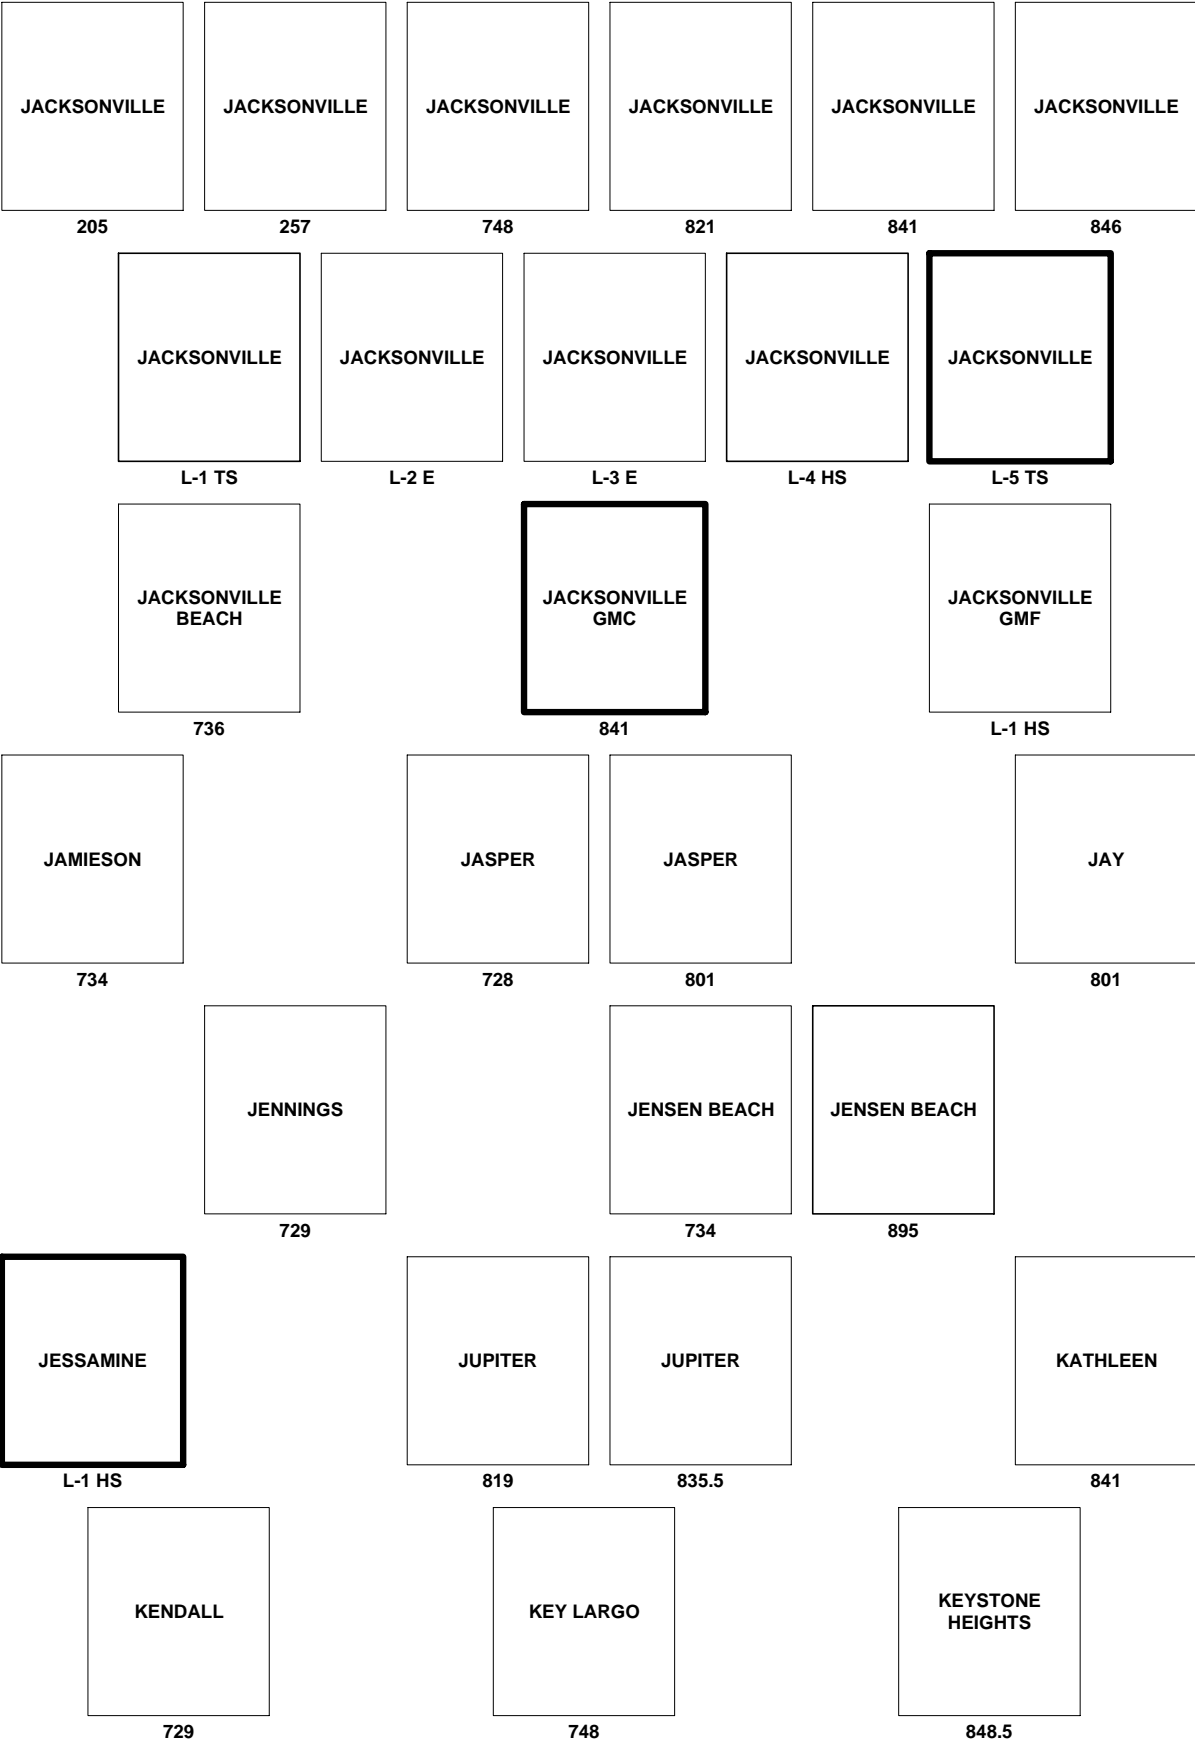 JACKSONVILLE JACKSONVILLE JACKSONVILLE JACKSONVILLE JACKSONVILLE JACKSONVILLE
205 257 748 821 841 846
JACKSONVILLE JACKSONVILLE JACKSONVILLE JACKSONVILLE JACKSONVILLE
L-1 TS L-2 E L-3 E L-4 HS L-5 TS
JACKSONVILLE BEACH JACKSONVILLE GMC JACKSONVILLE GMF
736 841 L-1 HS
JAMIESON JASPER JASPER JAY
734 728 801 801
JENNINGS JENSEN BEACH JENSEN BEACH
729 734 895
JESSAMINE JUPITER JUPITER KATHLEEN
L-1 HS 819 835.5 841
KENDALL KEY LARGO KEYSTONE HEIGHTS
729 748 848.5